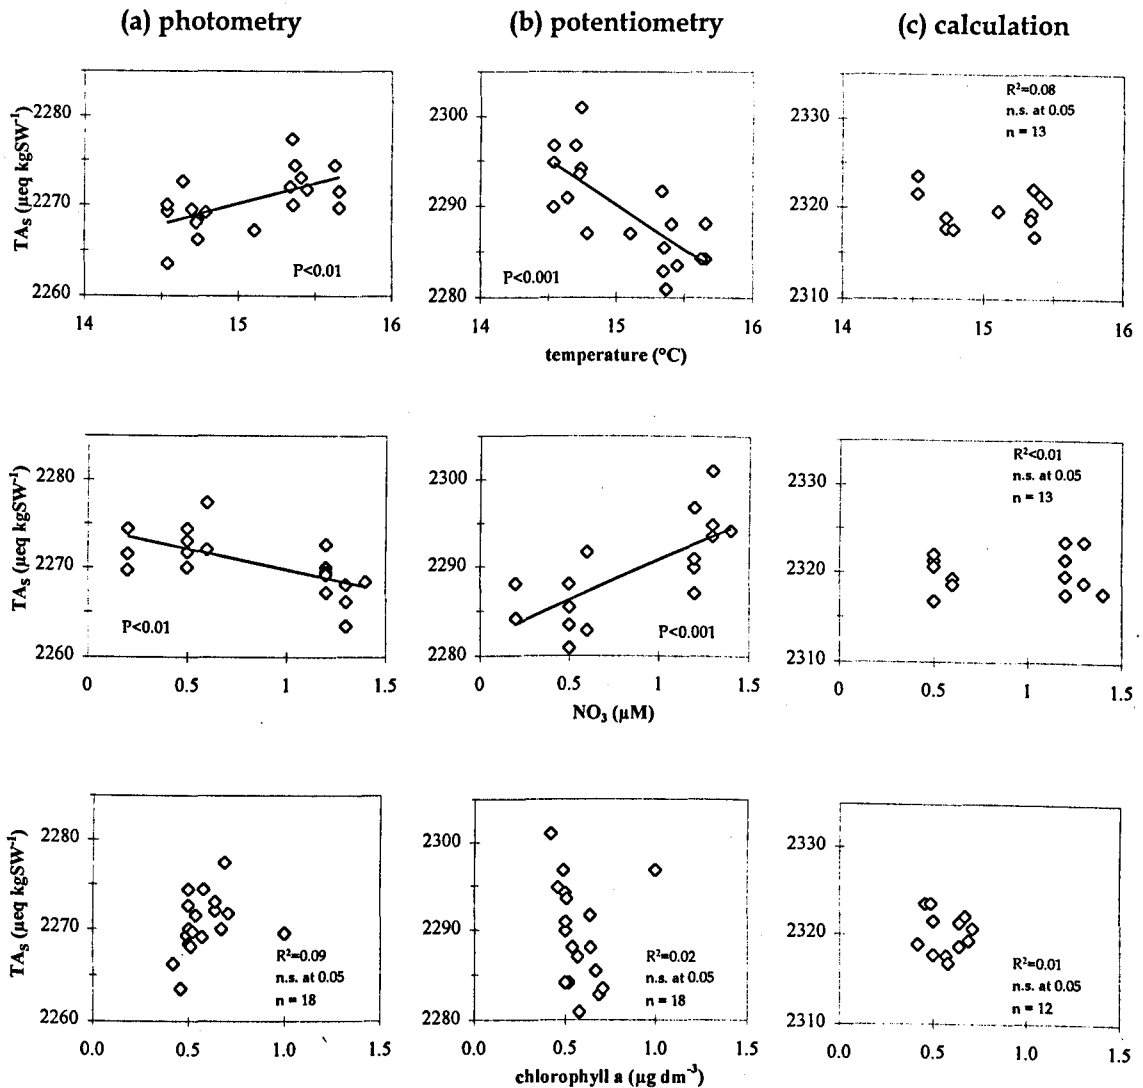 (a) photometry
(b) potentiometry
(c) calculation
TAS (µeq kgSW-1)
2280
2270
2260
14
15
16
P<0.01
2300
2290
2280
14
15
16
P<0.001
temperature (°C)
2330
2320
2310
14
15
16
R2=0.08
n.s. at 0.05
n = 13
TAS (µeq kgSW-1)
2280
2270
2260
0
0.5
1
1.5
P<0.01
2300
2290
2280
0
0.5
1
1.5
P<0.001
NO3 (µM)
2330
2320
2310
0
0.5
1
1.5
R2<0.01
n.s. at 0.05
n = 13
TAS (µeq kgSW-1)
2280
2270
2260
0.0
0.5
1.0
1.5
R2=0.09
n.s. at 0.05
n = 18
2300
2290
2280
0.0
0.5
1.0
1.5
R2=0.02
n.s. at 0.05
n = 18
chlorophyll a (µg dm-3)
2330
2320
2310
0.0
0.5
1.0
1.5
R2=0.01
n.s. at 0.05
n = 12